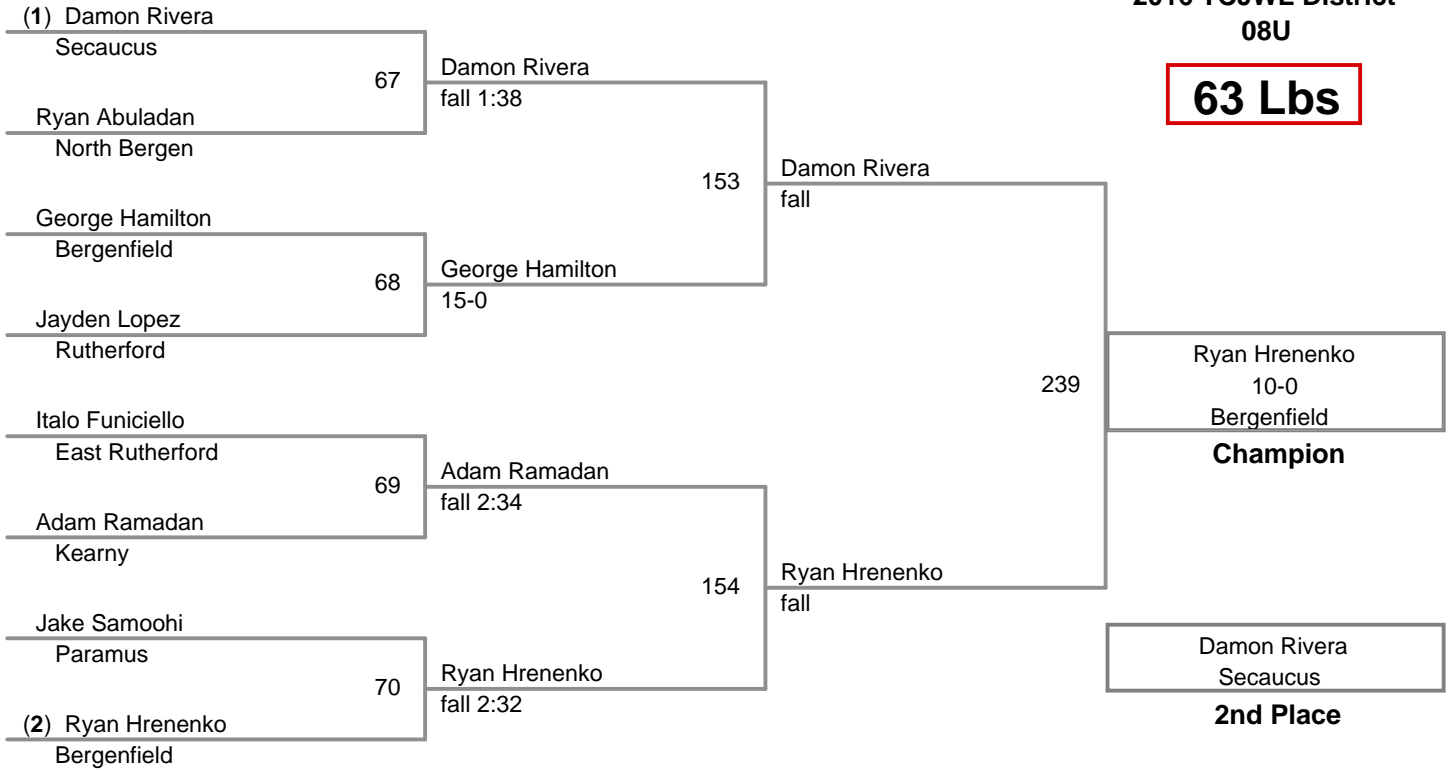 08U
63 Lbs
(1) Damon Rivera
Secaucus
67
Ryan Abuladan
North Bergen
Damon Rivera
fall 1:38
George Hamilton
Bergenfield
68
Jayden Lopez
Rutherford
George Hamilton
15-0
153
Damon Rivera
fall
Italo Funiciello
East Rutherford
69
Adam Ramadan
Kearny
Adam Ramadan
fall 2:34
Jake Samoohi
Paramus
70
(2) Ryan Hrenenko
Bergenfield
Ryan Hrenenko
fall 2:32
154
Ryan Hrenenko
fall
239
Ryan Hrenenko
10-0
Bergenfield
Champion
Damon Rivera
Secaucus
2nd Place